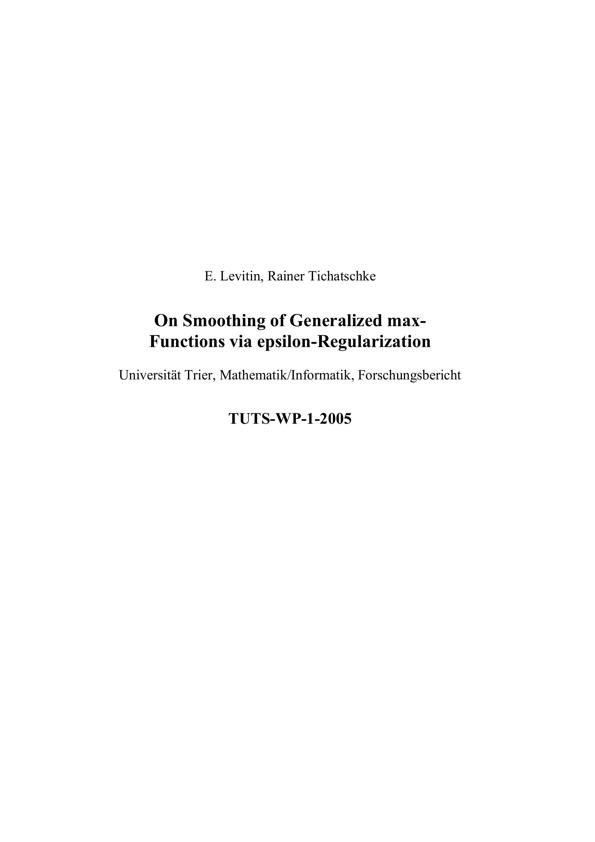 E. Levitin, Rainer Tichatschke
On Smoothing of Generalized max-
Functions via epsilon-Regularization
Universität Trier, Mathematik/Informatik, Forschungsbericht
TUTS-WP-1-2005